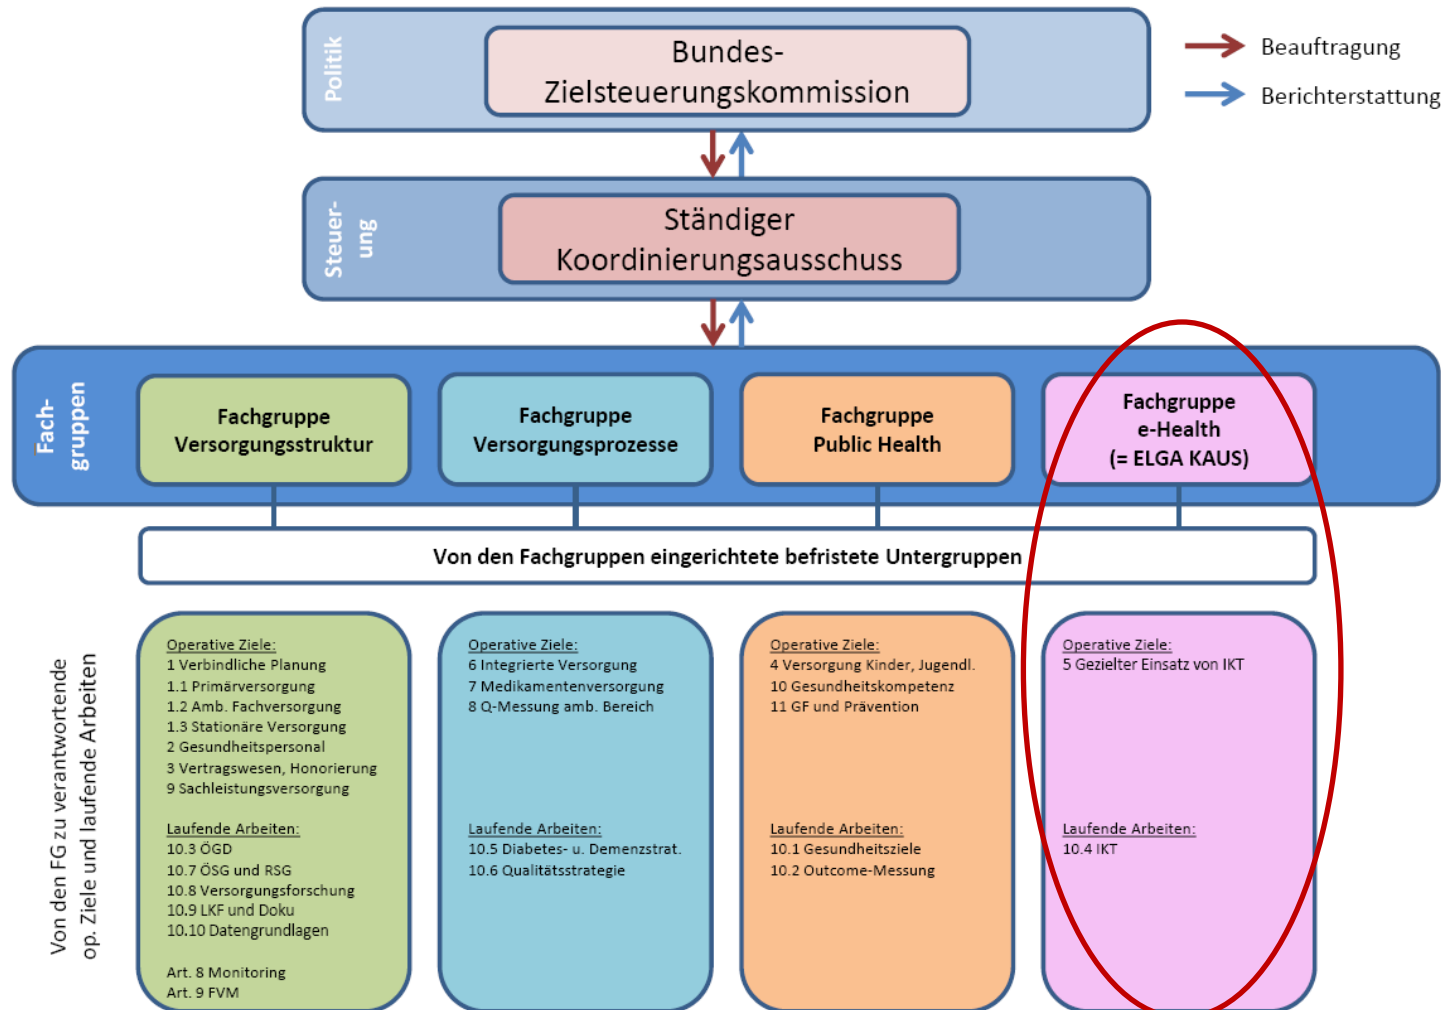 Politik
Bundes-
Zielsteuerungskommission
Beauftragung
Berichterstattung
Steuer-
ung
Ständiger
Koordinierungsausschuss
Fach-
gruppen
Fachgruppe
Versorgungsstruktur
Fachgruppe
Versorgungsprozesse
Fachgruppe
Public Health
Fachgruppe
e-Health
(= ELGA KAUS)
Von den Fachgruppen eingerichtete befristete Untergruppen
Von den FG zu verantwortende
op. Ziele und laufende Arbeiten
Operative Ziele:
1 Verbindliche Planung
1.1 Primärversorgung
1.2 Amb. Fachversorgung
1.3 Stationäre Versorgung
2 Gesundheitspersonal
3 Vertragswesen, Honorierung
9 Sachleistungsversorgung
Laufende Arbeiten:
10.3 ÖGD
10.7 ÖSG und RSG
10.8 Versorgungsforschung
10.9 LKF und Doku
10.10 Datengrundlagen
Art. 8 Monitoring
Art. 9 FVM
Operative Ziele:
6 Integrierte Versorgung
7 Medikamentenversorgung
8 Q-Messung amb. Bereich
Laufende Arbeiten:
10.5 Diabetes- u. Demenzstrat.
10.6 Qualitätsstrategie
Operative Ziele:
4 Versorgung Kinder, Jugendl.
10 Gesundheitskompetenz
11 GF und Prävention
Laufende Arbeiten:
10.1 Gesundheitsziele
10.2 Outcome-Messung
Operative Ziele:
5 Gezielter Einsatz von IKT
Laufende Arbeiten:
10.4 IKT